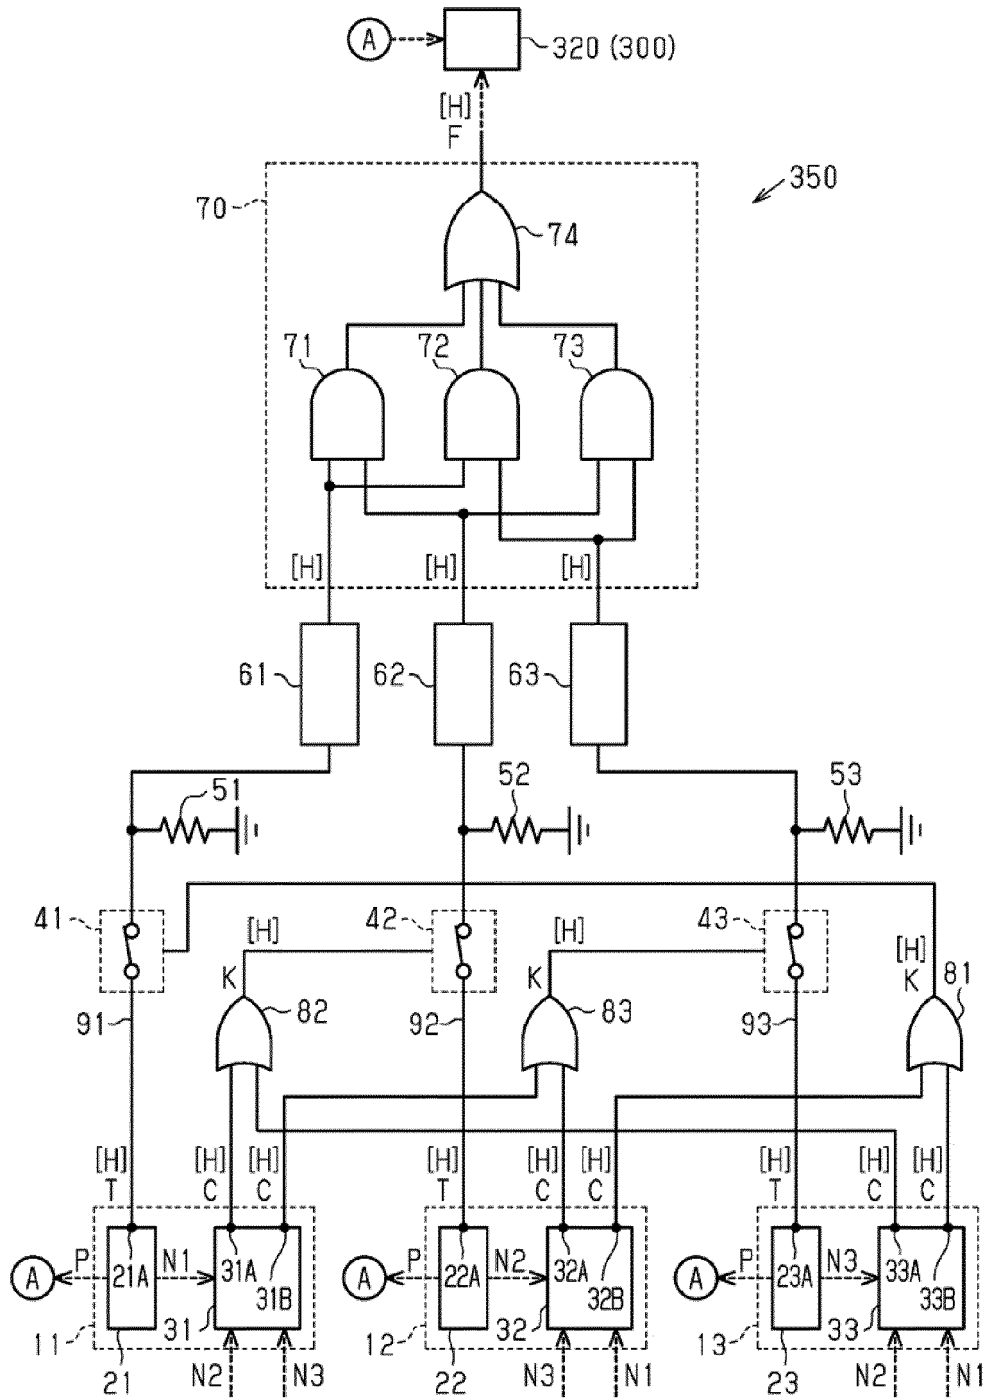 A
320 (300)
[H]
F
350
70
74
71
72
73
[H]
[H]
[H]
61
62
63
51
52
53
41
[H]
42
[H]
43
[H]
K
81
K
82
K
83
91
92
93
[H]
T
[H]
C
[H]
C
[H]
T
[H]
C
[H]
C
[H]
T
[H]
C
[H]
C
A
P
21A
N1
31A
31B
A
P
22A
N2
32A
32B
A
P
23A
N3
33A
33B
11
31
12
32
13
33
21
N2
N3
22
N3
N1
23
N2
N1